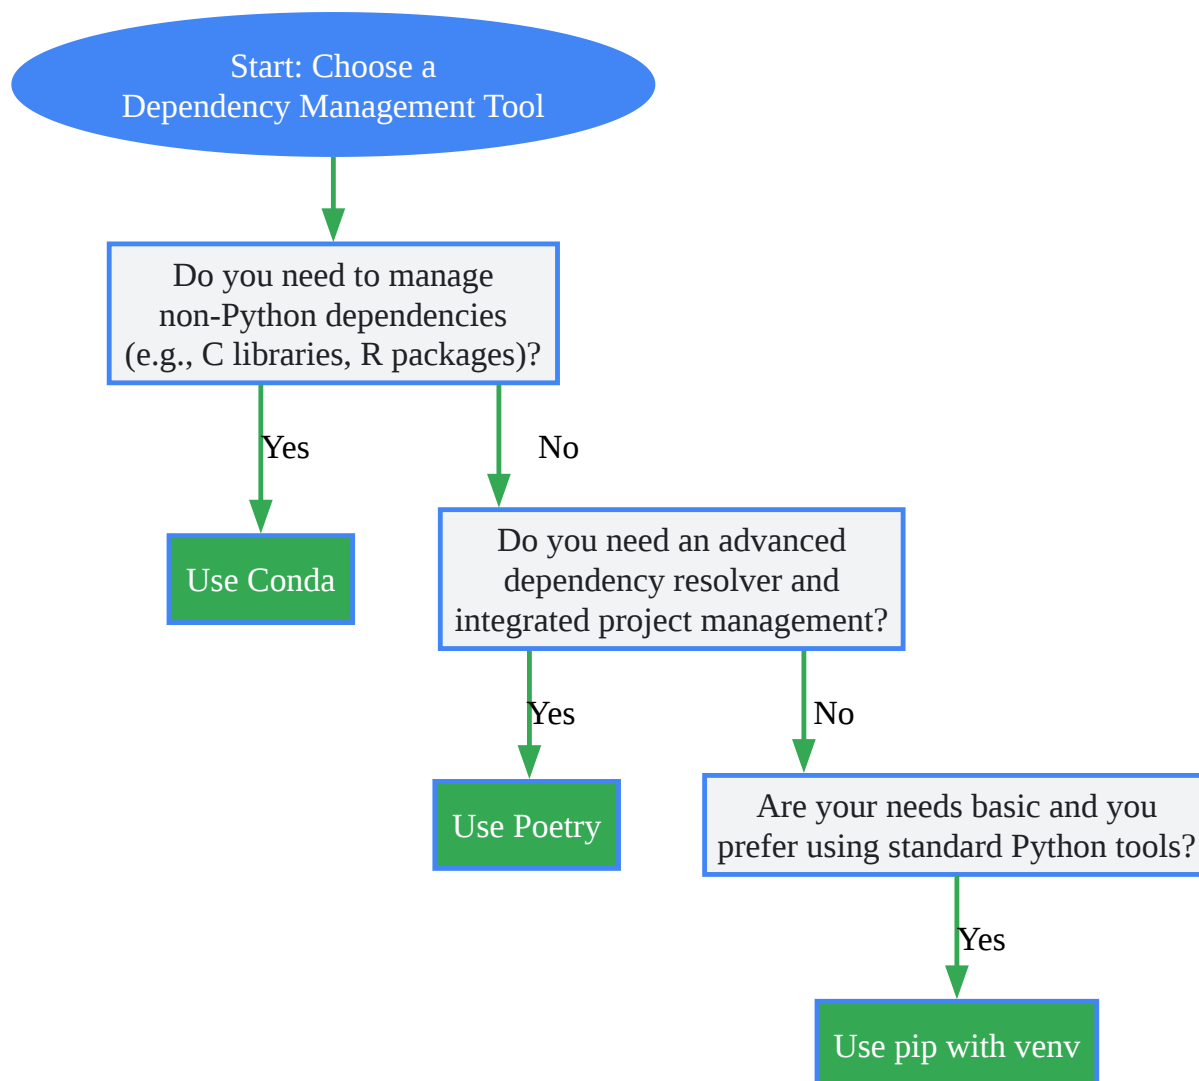 Start: Choose a
Dependency Management Tool
Do you need to manage
non-Python dependencies
(e.g., C libraries, R packages)?
Yes
No
Use Conda
Do you need an advanced
dependency resolver and
integrated project management?
Yes
No
Use Poetry
Are your needs basic and you
prefer using standard Python tools?
Yes
Use pip with venv